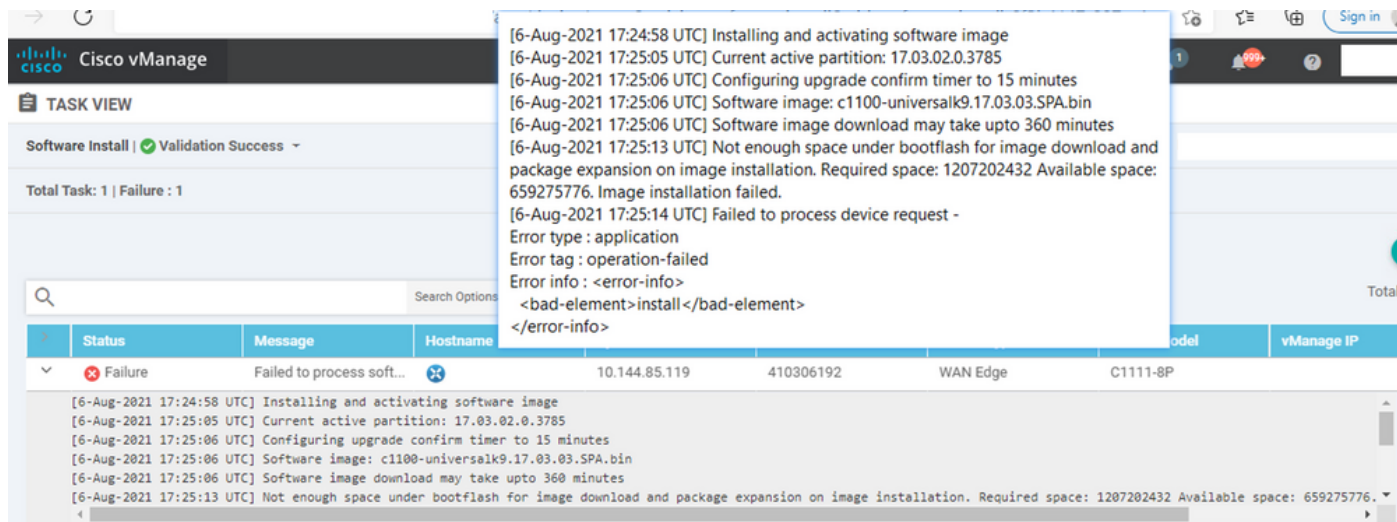 Sign in
CISCO Cisco vManage
1
999+
TASK VIEW
Software Install | Validation Success
Total Task: 1 | Failure : 1
[6-Aug-2021 17:24:58 UTC] Installing and activating software image
[6-Aug-2021 17:25:05 UTC] Current active partition: 17.03.02.0.3785
[6-Aug-2021 17:25:06 UTC] Configuring upgrade confirm timer to 15 minutes
[6-Aug-2021 17:25:06 UTC] Software image: c1100-universalk9.17.03.03.SPA.bin
[6-Aug-2021 17:25:06 UTC] Software image download may take upto 360 minutes
[6-Aug-2021 17:25:13 UTC] Not enough space under bootflash for image download and
package expansion on image installation. Required space: 1207202432 Available space:
659275776. Image installation failed.
[6-Aug-2021 17:25:14 UTC] Failed to process device request -
Error type : application
Error tag : operation-failed
Error info : <error-info>
<bad-element>install</bad-element>
</error-info>
Search Options
Total
Status Message Hostname odel vManage IP
Failure Failed to process soft... 10.144.85.119 410306192 WAN Edge C1111-8P
[6-Aug-2021 17:24:58 UTC] Installing and activating software image
[6-Aug-2021 17:25:05 UTC] Current active partition: 17.03.02.0.3785
[6-Aug-2021 17:25:06 UTC] Configuring upgrade confirm timer to 15 minutes
[6-Aug-2021 17:25:06 UTC] Software image: c1100-universalk9.17.03.03.SPA.bin
[6-Aug-2021 17:25:06 UTC] Software image download may take upto 360 minutes
[6-Aug-2021 17:25:13 UTC] Not enough space under bootflash for image download and package expansion on image installation. Required space: 1207202432 Available space: 659275776.